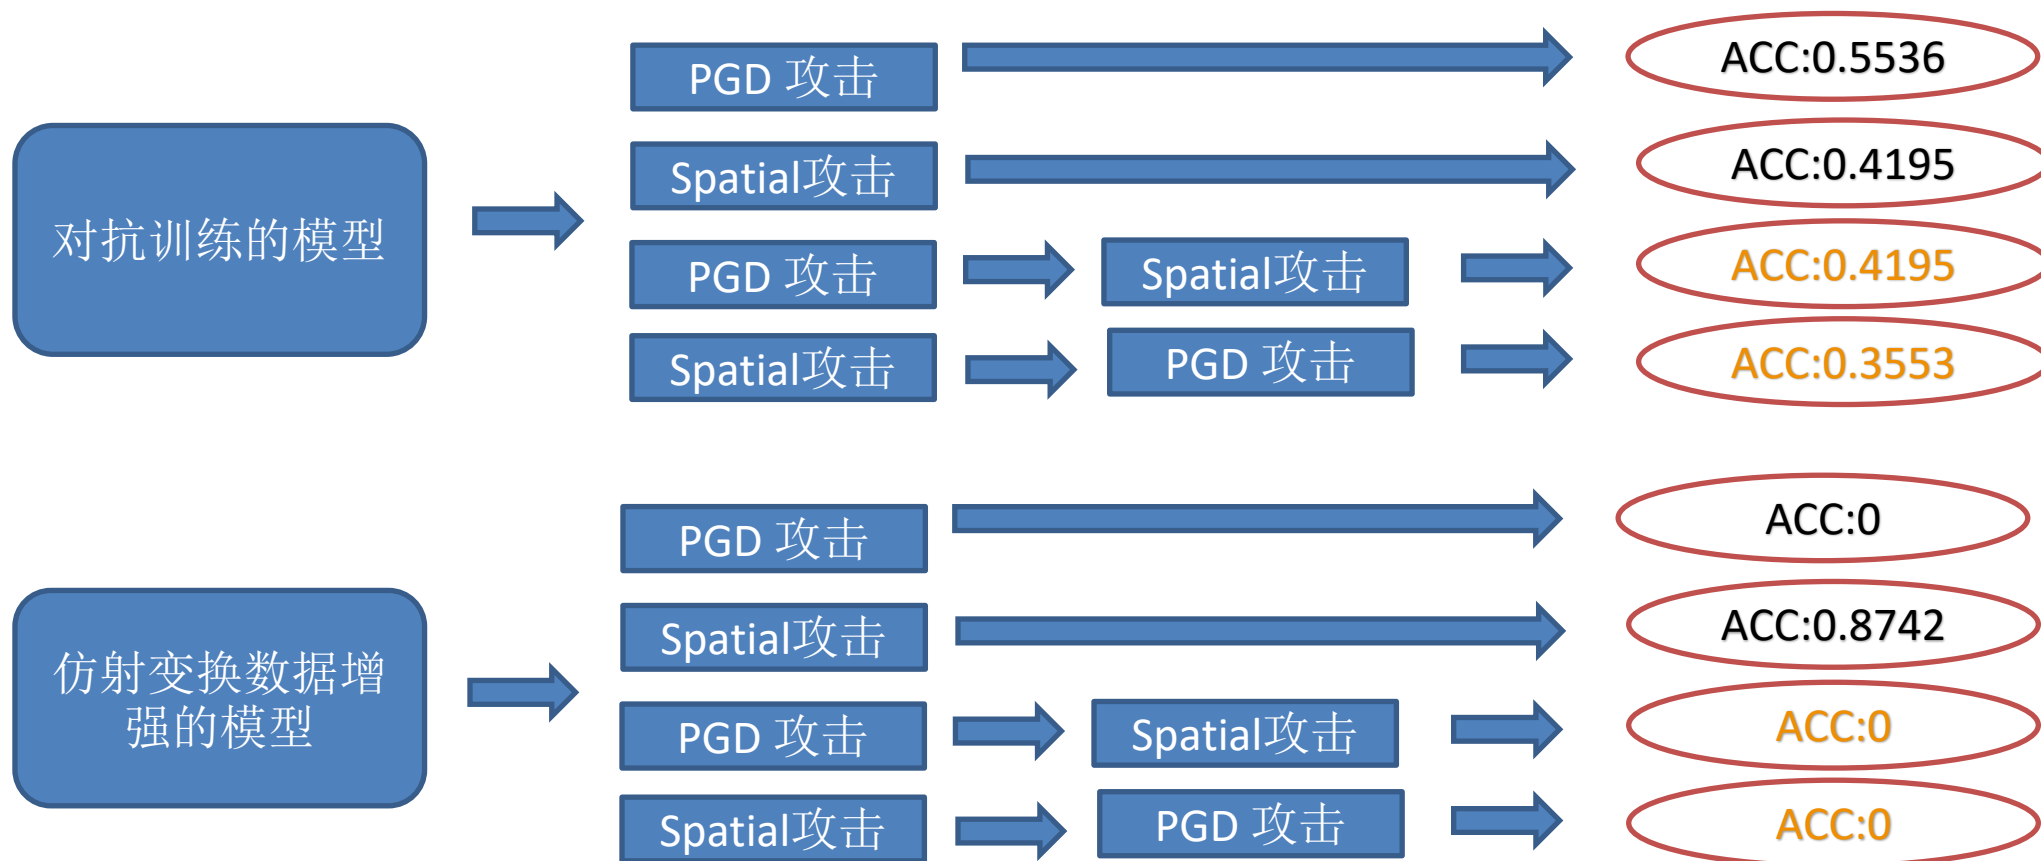 对抗训练的模型
PGD 攻击
ACC:0.5536
Spatial攻击
ACC:0.4195
PGD 攻击
Spatial攻击
ACC:0.4195
Spatial攻击
PGD 攻击
ACC:0.3553
仿射变换数据增
强的模型
PGD 攻击
ACC:0
Spatial攻击
ACC:0.8742
PGD 攻击
Spatial攻击
ACC:0
Spatial攻击
PGD 攻击
ACC:0